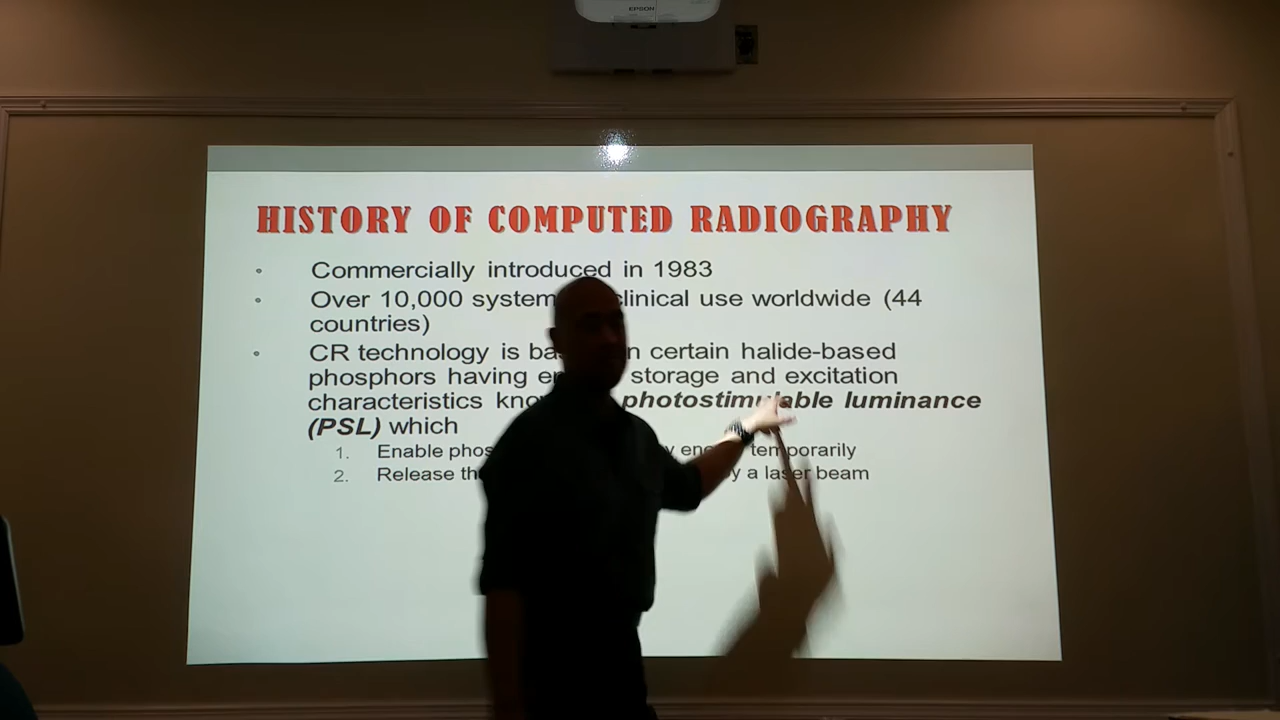 EPSON
HISTORY OF COMPUTED RADIOGRAPHY
Commercially introduced in 1983
Over 10,000 system clinical use worldwide (44
countries)
CR technology is certain halide-based
phosphors having storage and excitation
characteristics photostimulable luminance
(PSL) which
1. Enable temporarily
2. Release a laser beam